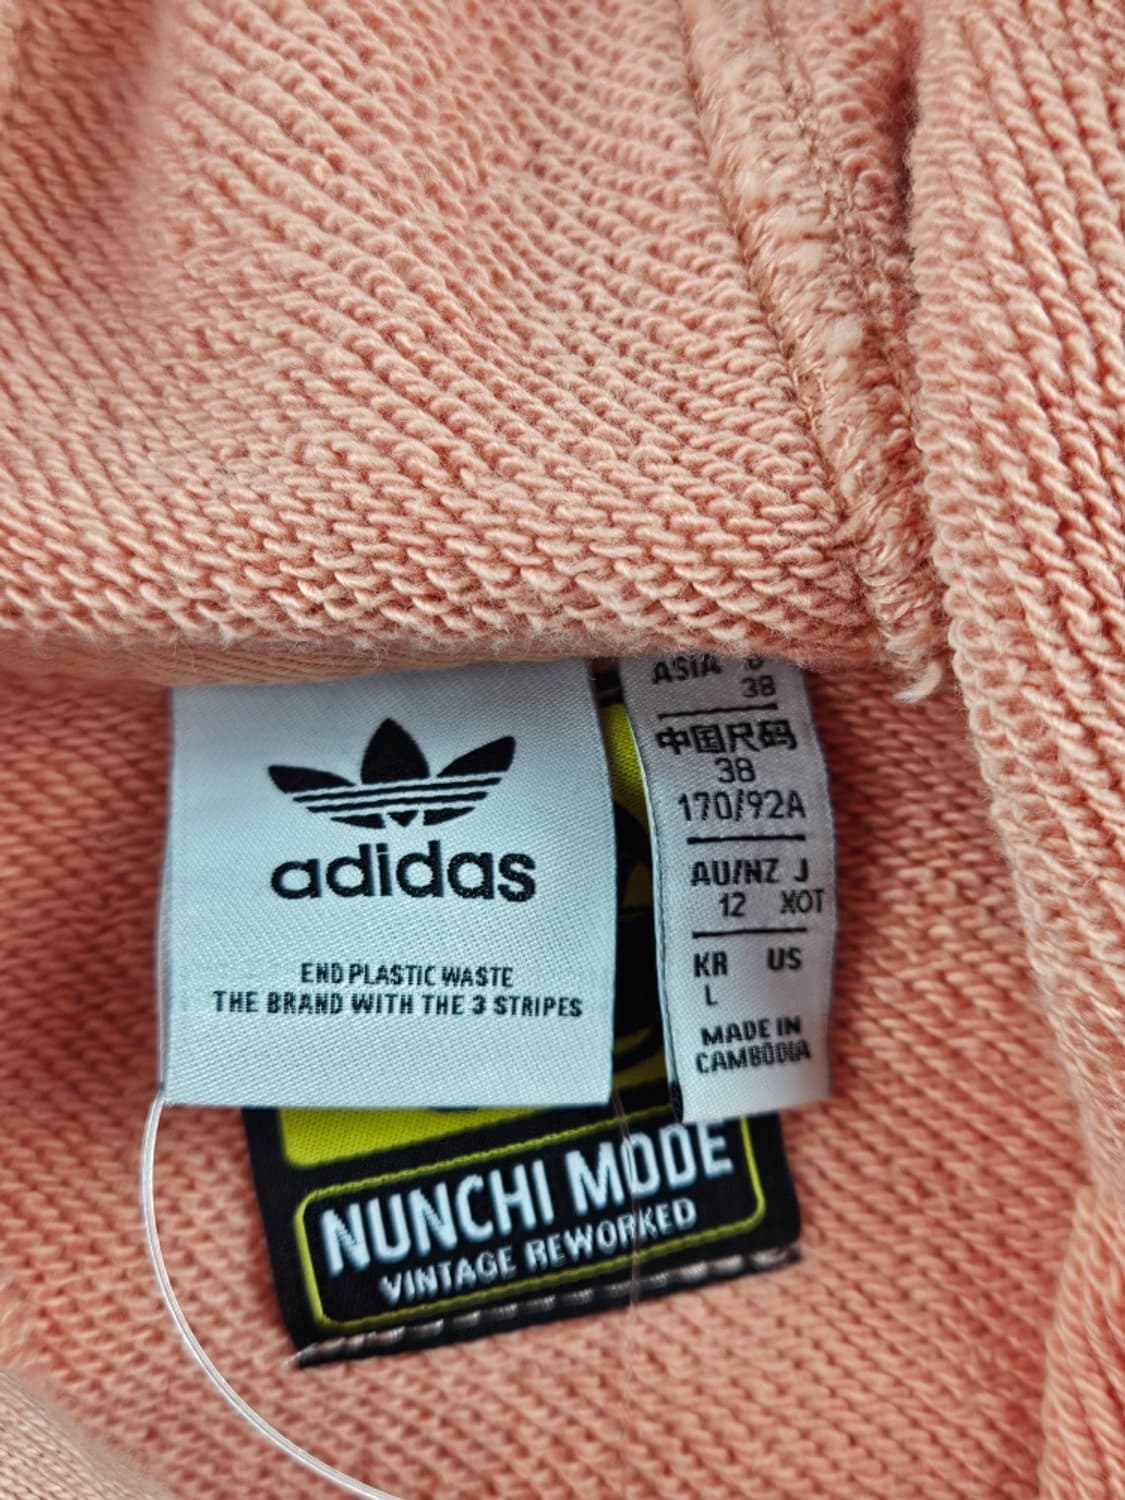 adidas
END PLASTIC WASTE
THE BRAND WITH THE 3 STRIPES
ASIA
38
中国尺码
38
170/92A
AU/NZ J
12 XOT
KR US
L
MADE IN
CAMBODIA
NUNCHI MODE
VINTAGE REWORKED